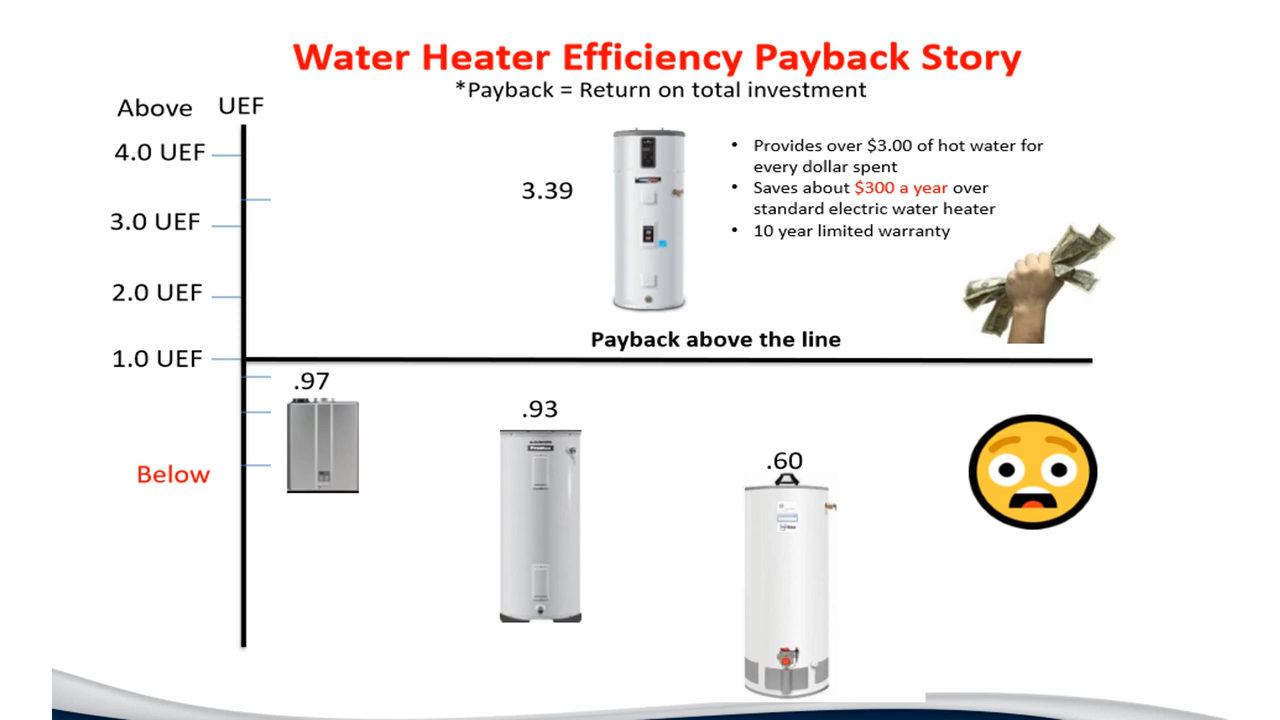 Water Heater Efficiency Payback Story
*Payback = Return on total investment
Above UEF
4.0 UEF
3.0 UEF
2.0 UEF
1.0 UEF
Below
3.39
• Provides over $3.00 of hot water for
every dollar spent
• Saves about $300 a year over
standard electric water heater
• 10 year limited warranty
Payback above the line
.97
.93
.60